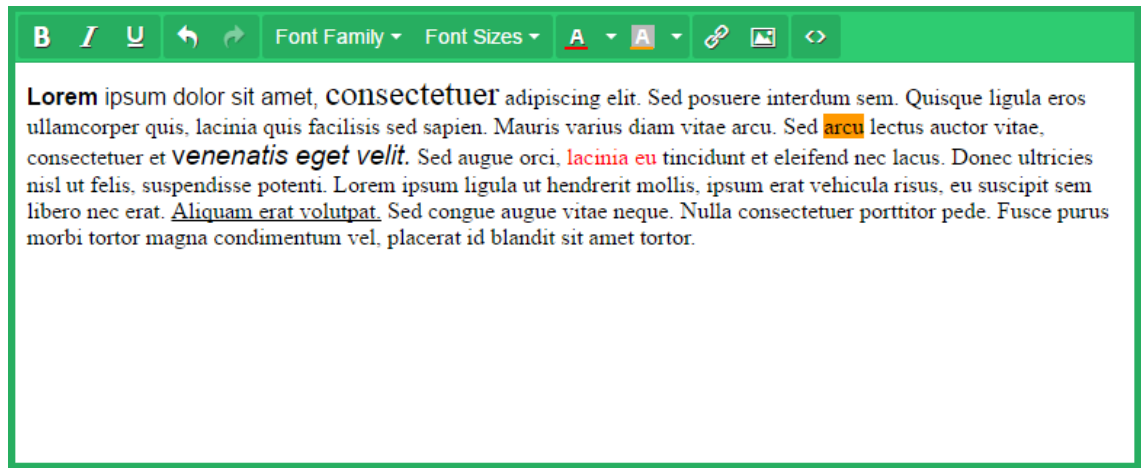 B I U Font Family Font Sizes A A
Lorem ipsum dolor sit amet, consectetuer adipiscing elit. Sed posuere interdum sem. Quisque ligula eros
ullamcorper quis, lacinia quis facilisis sed sapien. Mauris varius diam vitae arcu. Sed arcu lectus auctor vitae,
consectetuer et venenatis eget velit. Sed augue orci, lacinia eu tincidunt et eleifend nec lacus. Donec ultricies
nisl ut felis, suspendisse potenti. Lorem ipsum ligula ut hendrerit mollis, ipsum erat vehicula risus, eu suscipit sem
libero nec erat. Aliquam erat volutpat. Sed congue augue vitae neque. Nulla consectetuer porttitor pede. Fusce purus
morbi tortor magna condimentum vel, placerat id blandit sit amet tortor.